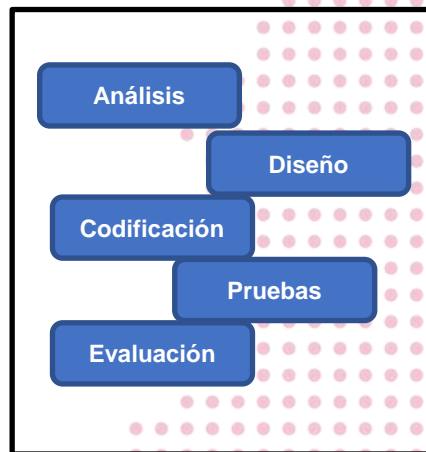 Análisis
Diseño
Codificación
Pruebas
Evaluación